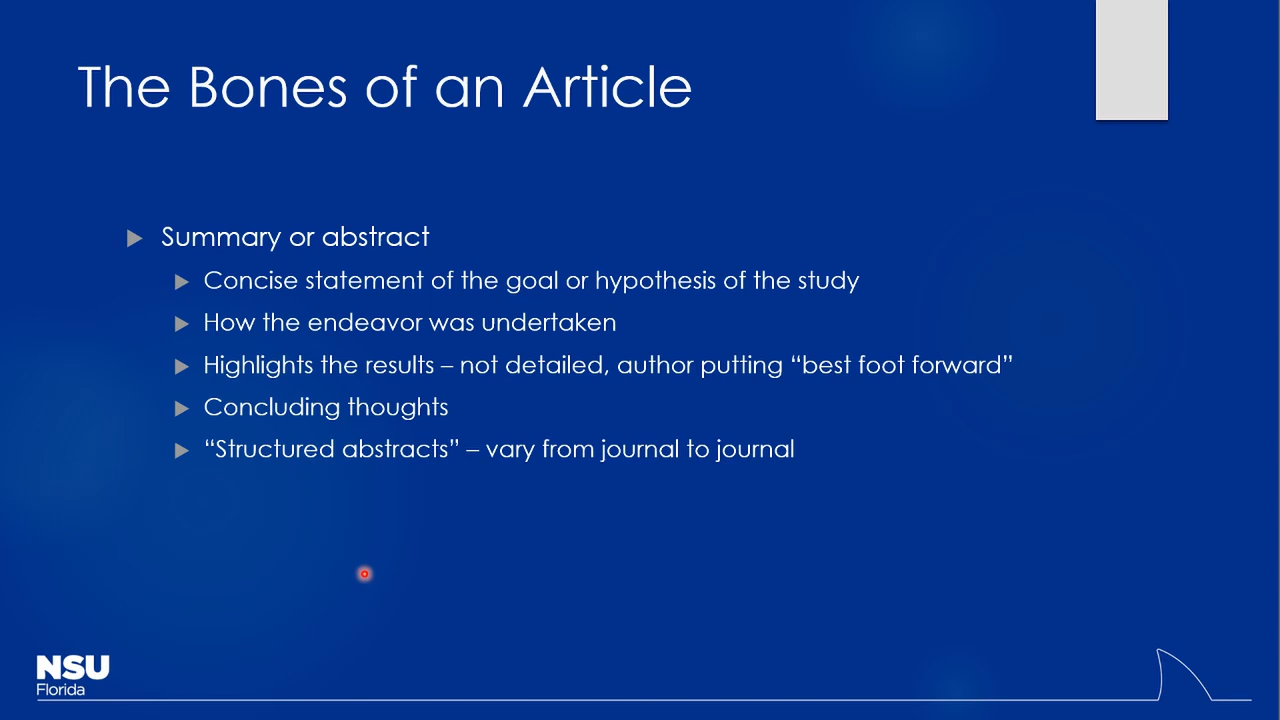 The Bones of an Article
Summary or abstract
Concise statement of the goal or hypothesis of the study
How the endeavor was undertaken
Highlights the results – not detailed, author putting “best foot forward”
Concluding thoughts
“Structured abstracts” – vary from journal to journal
NSU
Florida